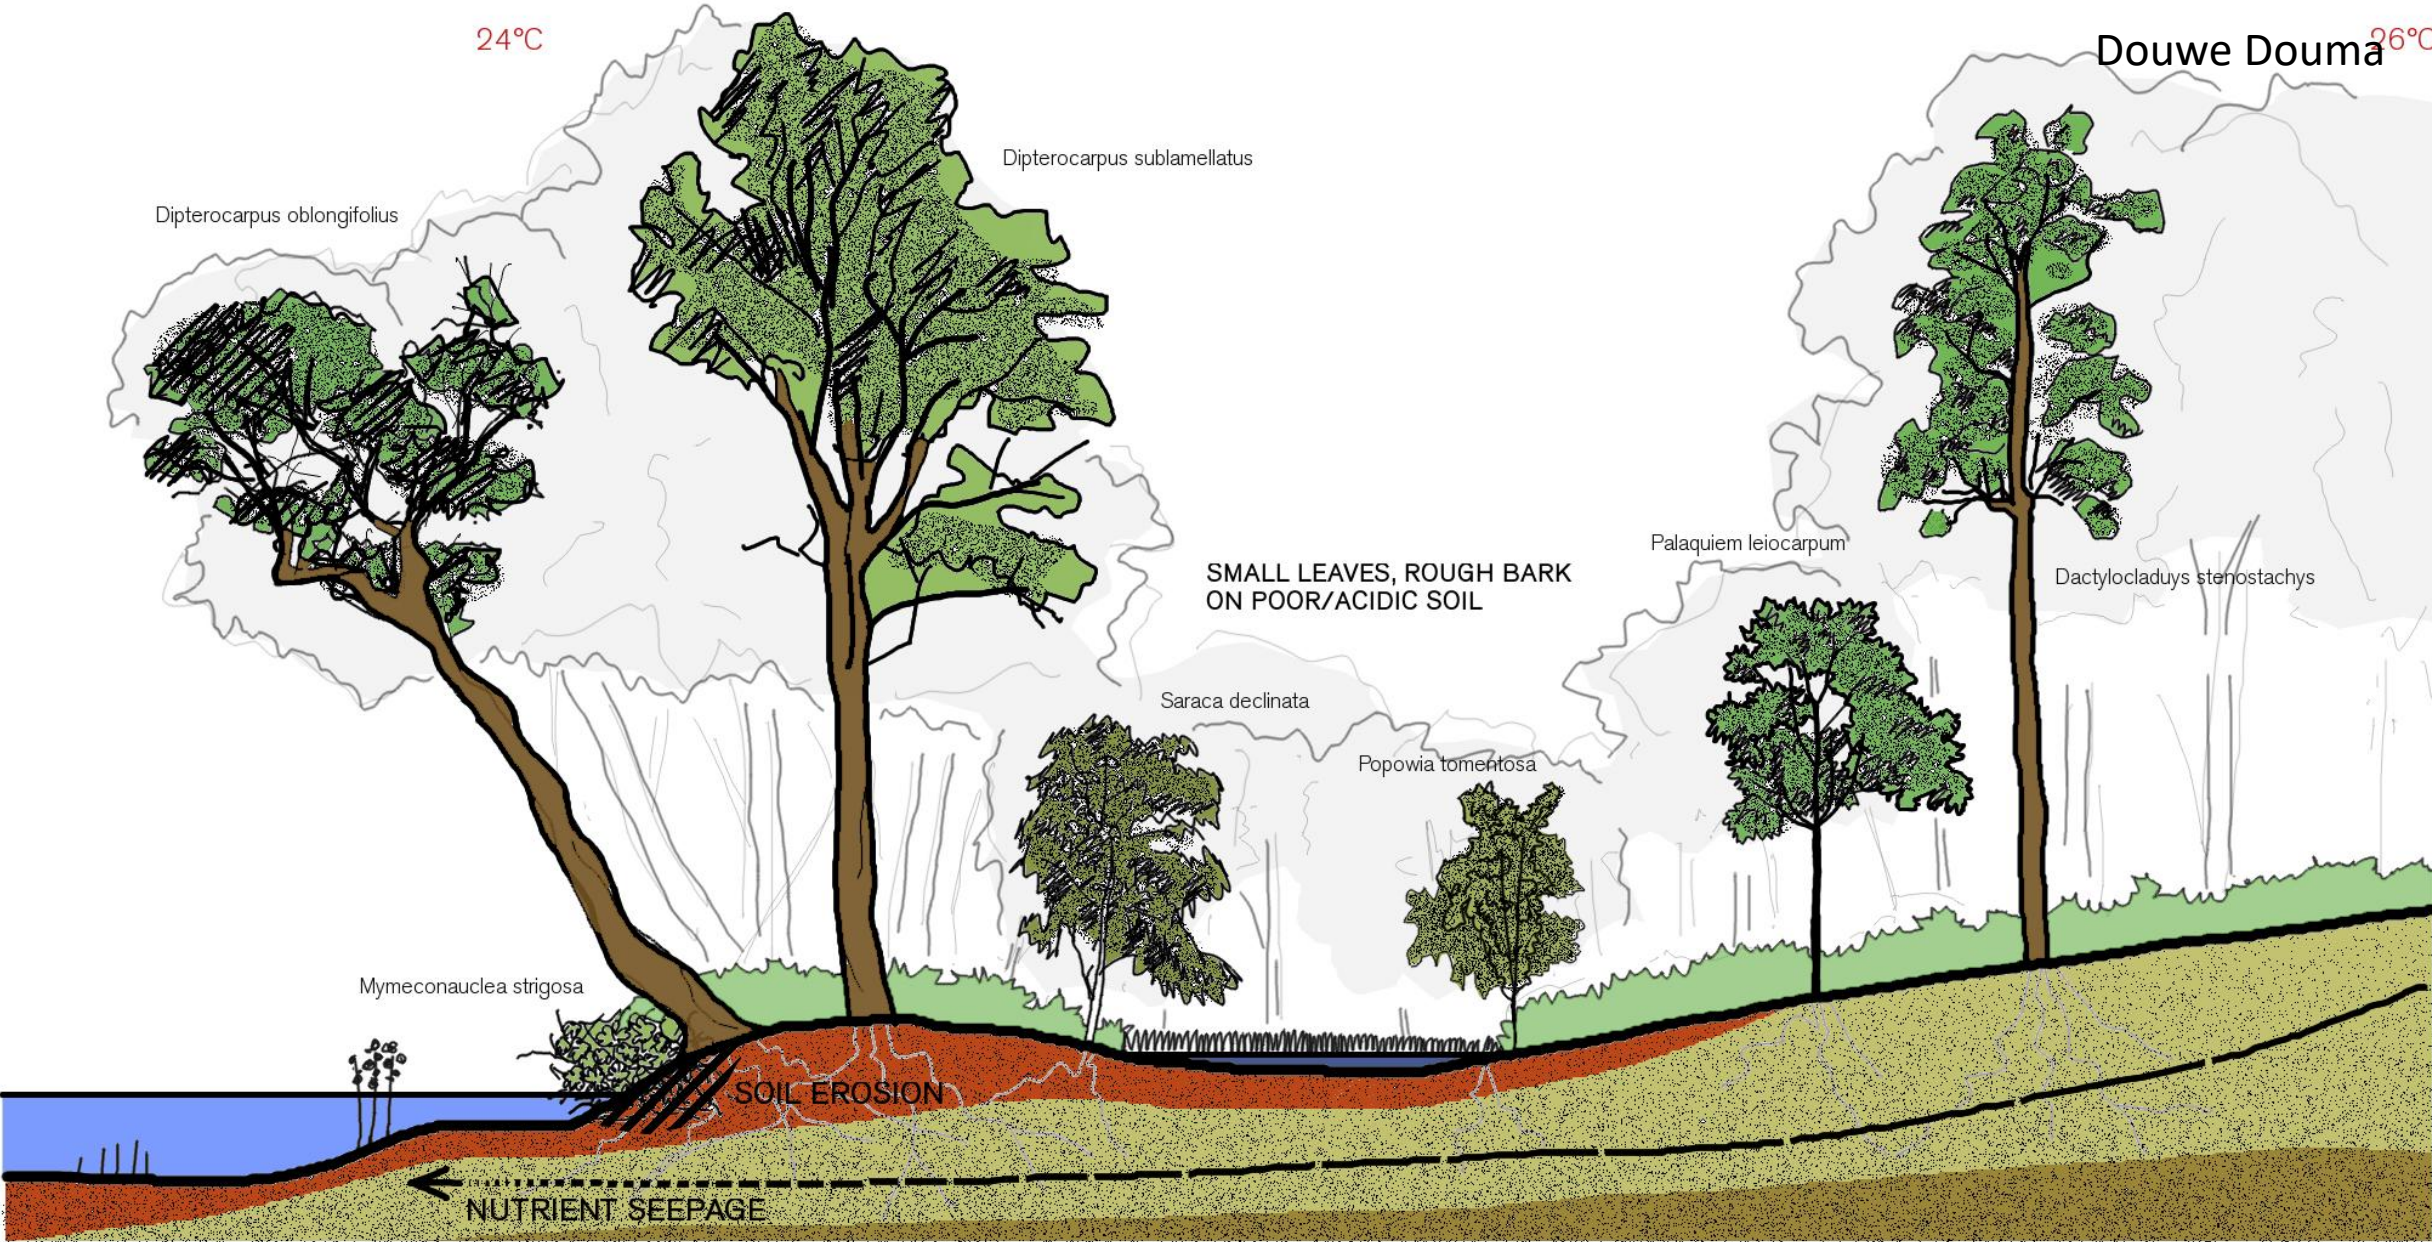 24°C
Douwe Douma
26°C
Dipterocarpus sublamellatus
Dipterocarpus oblongifolius
Palaquiem leiocarpum
SMALL LEAVES, ROUGH BARK
ON POOR/ACIDIC SOIL
Dactylocladuys stenostachys
Saraca declinata
Popowia tomentosa
Mymeconauclea strigosa
SOIL EROSION
NUTRIENT SEEPAGE